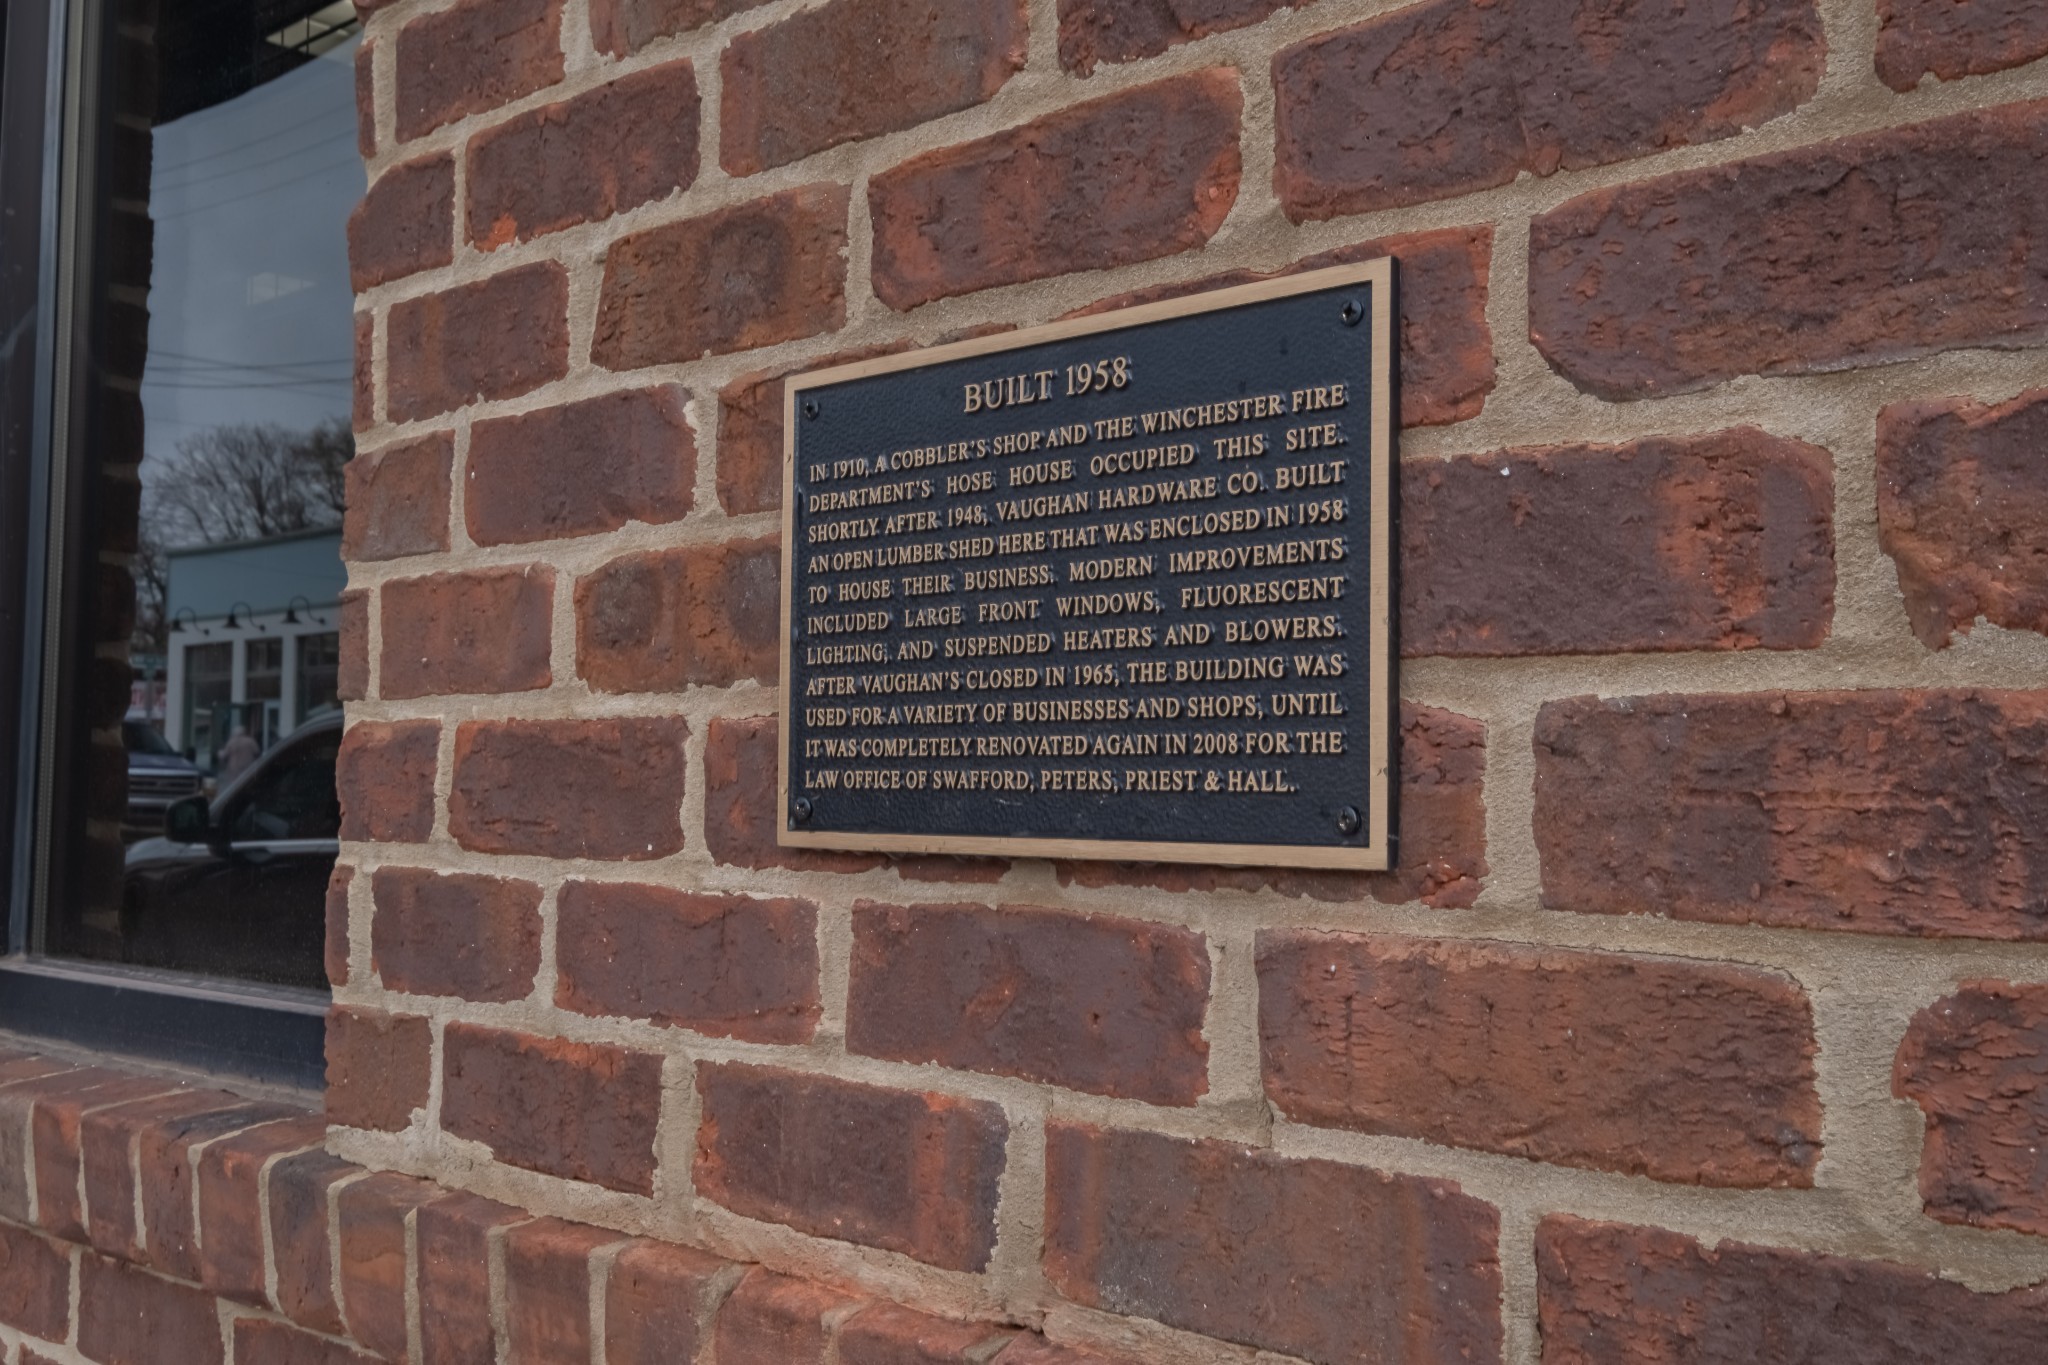 BUILT 1958
IN 1910, A COBBLER'S SHOP AND THE WINCHESTER FIRE
DEPARTMENT'S HOSE HOUSE OCCUPIED THIS SITE.
SHORTLY AFTER 1948, VAUGHAN HARDWARE CO. BUILT
AN OPEN LUMBER SHED HERE THAT WAS ENCLOSED IN 1958
TO HOUSE THEIR BUSINESS. MODERN IMPROVEMENTS
INCLUDED LARGE FRONT WINDOWS, FLUORESCENT
LIGHTING, AND SUSPENDED HEATERS AND BLOWERS.
AFTER VAUGHAN'S CLOSED IN 1965, THE BUILDING WAS
USED FOR A VARIETY OF BUSINESSES AND SHOPS, UNTIL
IT WAS COMPLETELY RENOVATED AGAIN IN 2008 FOR THE
LAW OFFICE OF SWAFFORD, PETERS, PRIEST & HALL.